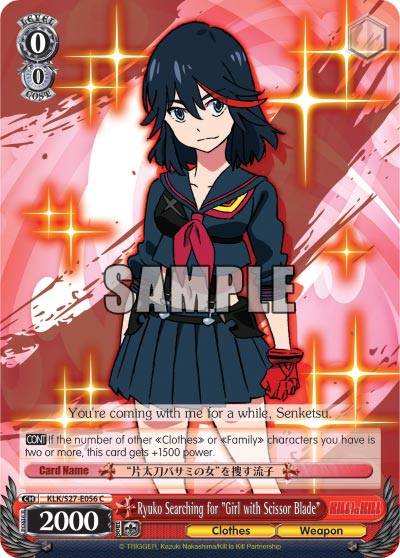 LEVEL
0
0
COST
SAMPLE
You're coming with me for a while, Senketsu.
CONT If the number of other «Clothes» or «Family» characters you have is
two or more, this card gets +1500 power.
Card Name
“片太刀バサミの女”を捜す流子
CH KLK/S27-E056 C
Ryuko Searching for "Girl with Scissor Blade"
KILL la KILL
2000
Clothes
Weapon
© TRIGGER, Kazuki Nakashima/Kill la Kill Partnership